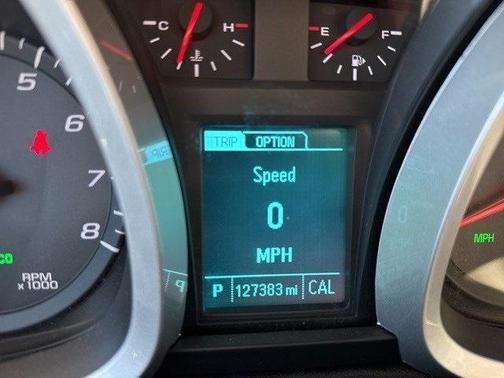 C H
E F
5
6
7
8
RPM
x1000
TRIP OPTION
Speed
0
MPH
P 127383 mi CAL
MPH